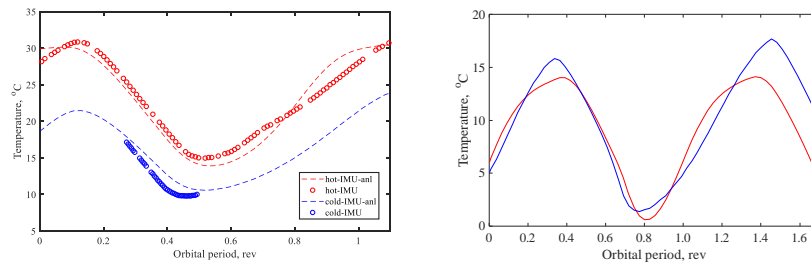 35
30
25
20
15
10
5
0 0.2 0.4 0.6 0.8 1
Temperature, °C
Orbital period, rev
hot-IMU-anl
hot-IMU
cold-IMU-anl
cold-IMU
20
15
10
5
0
0 0.2 0.4 0.6 0.8 1.0 1.2 1.4 1.6
Temperature, °C
Orbital period, rev